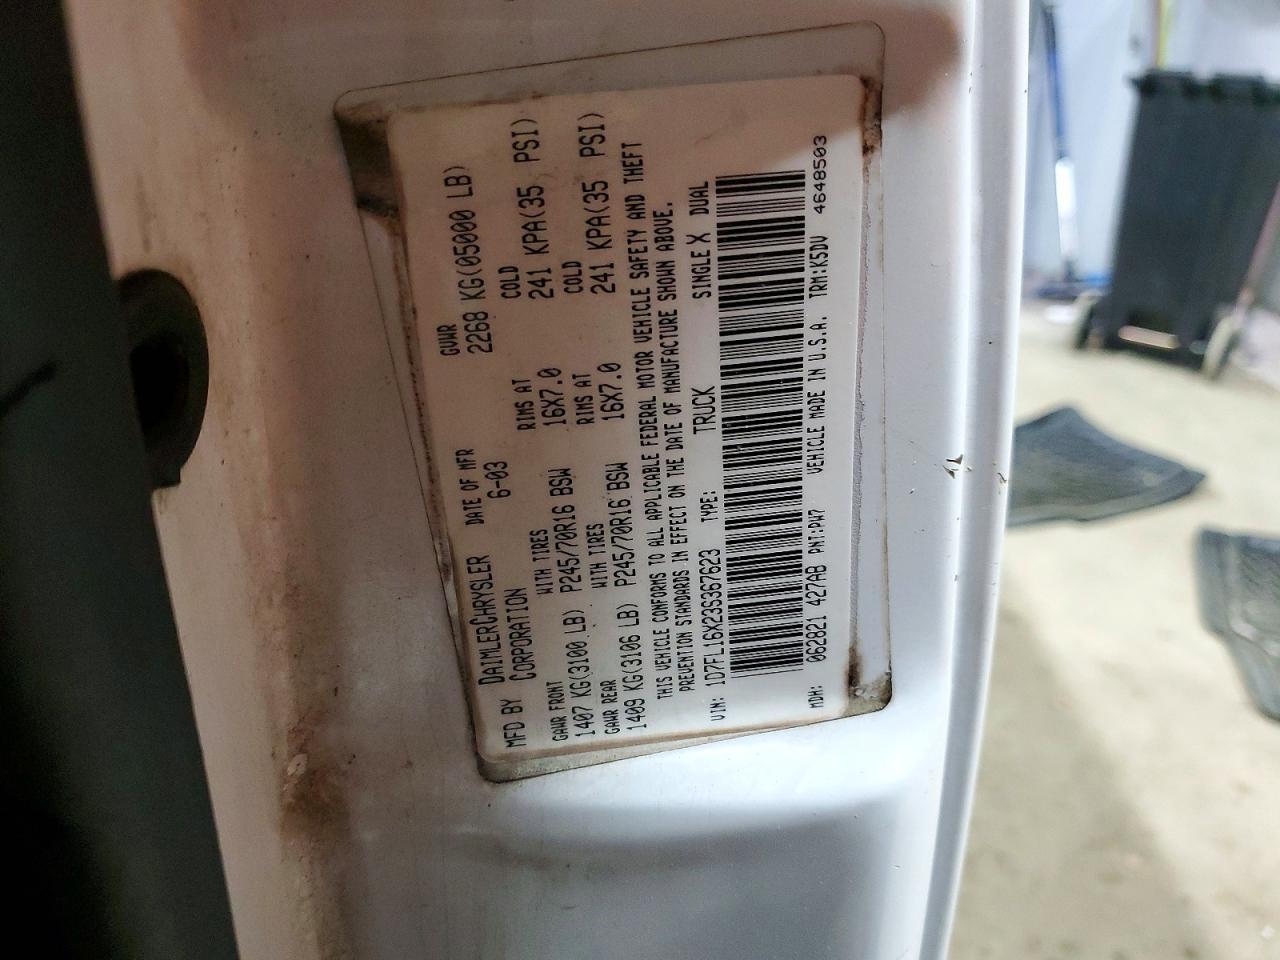 MFD BY DAIMLERCHRYSLER CORPORATION DATE OF MFR 6-03 GVWR 2268 KG(05000 LB)
GAWR FRONT WITH TIRES RIMS AT COLD
1407 KG(3100 LB) P245/70R16 BSW 16X7.0 241 KPA(35 PSI)
GAWR REAR WITH TIRES RIMS AT COLD
1409 KG(3106 LB) P245/70R16 BSW 16X7.0 241 KPA(35 PSI)
THIS VEHICLE CONFORMS TO ALL APPLICABLE FEDERAL MOTOR VEHICLE SAFETY AND THEFT
PREVENTION STANDARDS IN EFFECT ON THE DATE OF MANUFACTURE SHOWN ABOVE.
VIN: 1D7FL16X23S367623 TYPE: TRUCK SINGLE X DUAL
MDH: 062821 427AB PNT:PW7 VEHICLE MADE IN U.S.A. TRM:K5DV 4648503